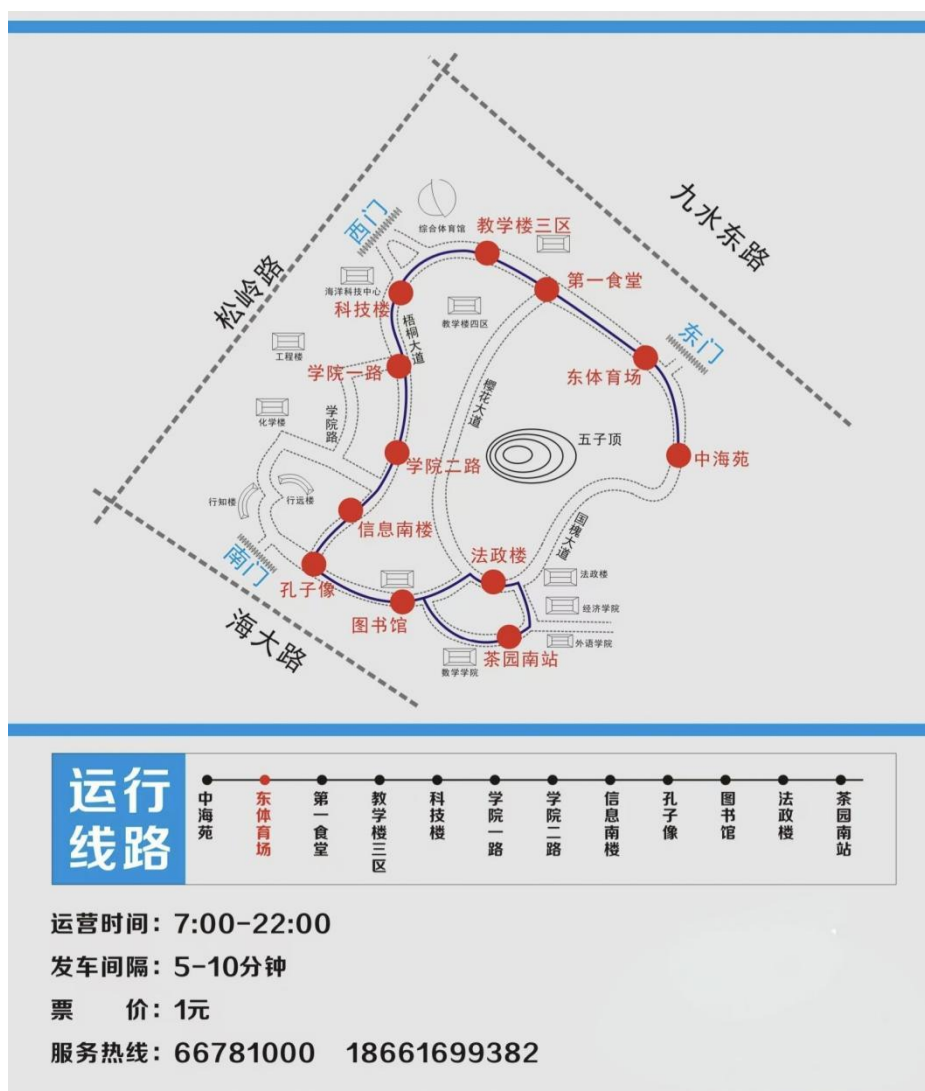 松岭路
九水东路
西门
综合体育馆
教学楼三区
第一食堂
海洋科技中心
科技楼
梧桐大道
教学楼四区
东门
东体育场
工程楼
学院一路
樱花大道
化学楼
学院路
五子顶
中海苑
学院二路
行知楼
行远楼
信息南楼
国槐大道
南门
法政楼
法政楼
孔子像
图书馆
经济学院
海大路
茶园南站
外语学院
数学学院
运行
线路
中海苑
东体育场
第一食堂
教学楼三区
科技楼
学院一路
学院二路
信息南楼
孔子像
图书馆
法政楼
茶园南站
运营时间：7:00-22:00
发车间隔：5-10分钟
票 价：1元
服务热线：66781000 18661699382